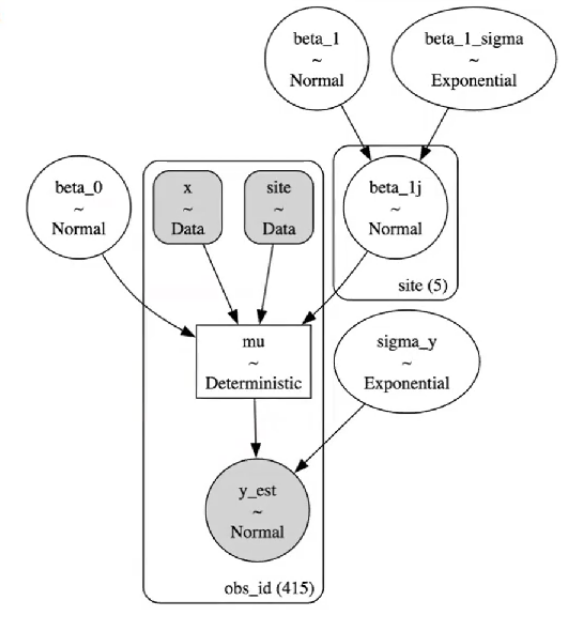 beta_1
~
Normal
beta_1_sigma
~
Exponential
beta_0
~
Normal
x
~
Data
site
~
Data
beta_1j
~
Normal
site (5)
mu
~
Deterministic
sigma_y
~
Exponential
y_est
~
Normal
obs_id (415)